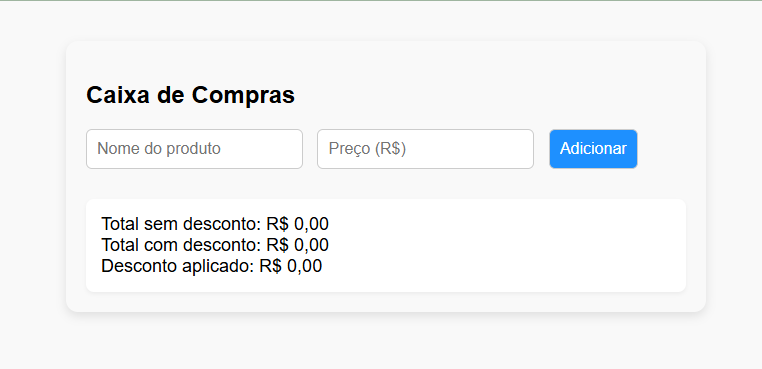 Caixa de Compras
Nome do produto Preço (R$) Adicionar
Total sem desconto: R$ 0,00
Total com desconto: R$ 0,00
Desconto aplicado: R$ 0,00